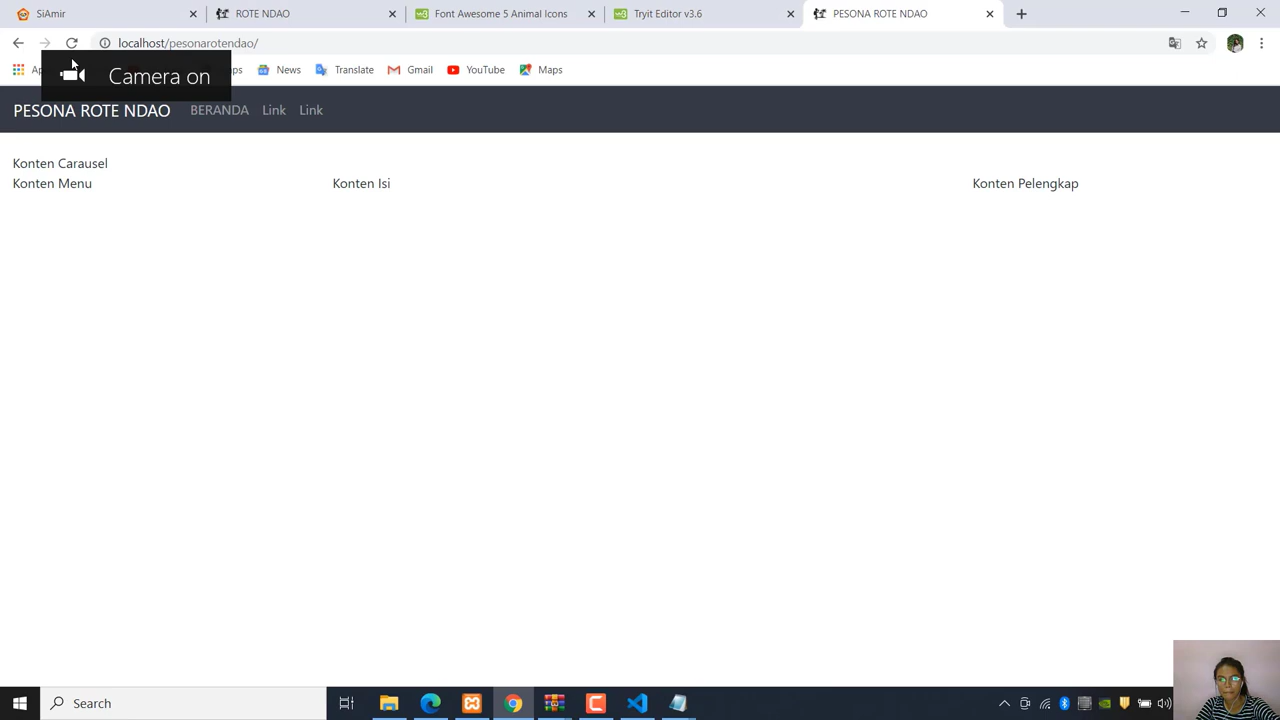 SiAmir
ROTE NDAO
Font Awesome 5 Animal Icons
Tryit Editor v3.6
PESONA ROTE NDAO
localhost/pesonarotendao/
News
Translate
Gmail
YouTube
Maps
Camera on
PESONA ROTE NDAO
BERANDA
Link
Link
Konten Carausel
Konten Menu
Konten Isi
Konten Pelengkap
Search